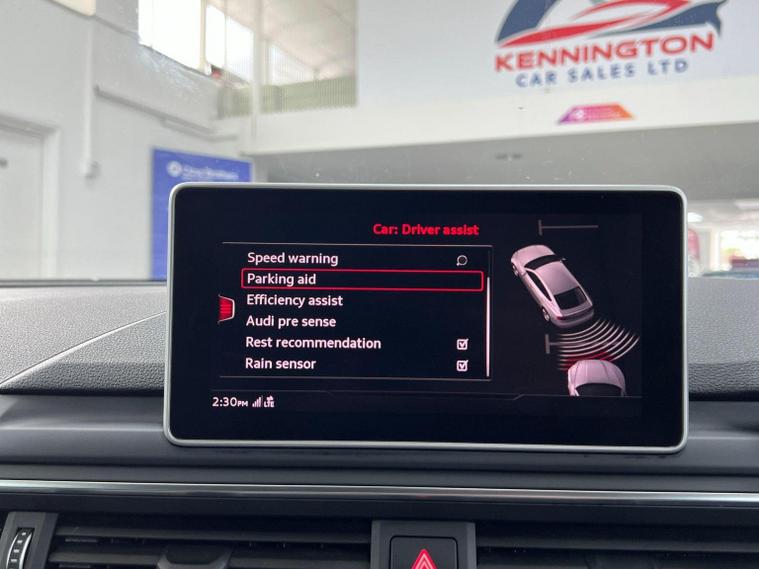 KENNINGTON
CAR SALES LTD
Car: Driver assist
Speed warning
Parking aid
Efficiency assist
Audi pre sense
Rest recommendation
Rain sensor
2:30PM LTE